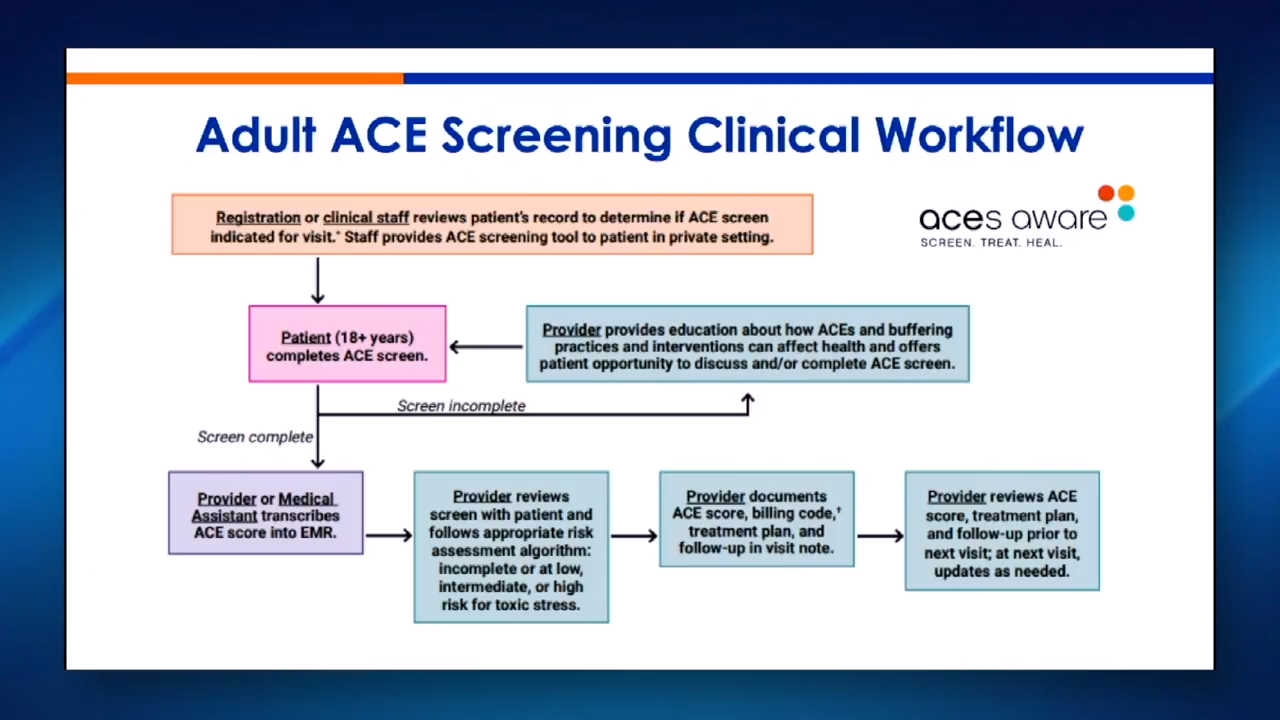 Adult ACE Screening Clinical Workflow
Registration or clinical staff reviews patient's record to determine if ACE screen
indicated for visit.* Staff provides ACE screening tool to patient in private setting.
aces aware
SCREEN. TREAT. HEAL.
Patient (18+ years)
completes ACE screen.
Provider provides education about how ACEs and buffering
practices and interventions can affect health and offers
patient opportunity to discuss and/or complete ACE screen.
Screen incomplete
Screen complete
Provider or Medical
Assistant transcribes
ACE score into EMR.
Provider reviews
screen with patient and
follows appropriate risk
assessment algorithm:
incomplete or at low,
intermediate, or high
risk for toxic stress.
Provider documents
ACE score, billing code,†
treatment plan, and
follow-up in visit note.
Provider reviews ACE
score, treatment plan,
and follow-up prior to
next visit; at next visit,
updates as needed.